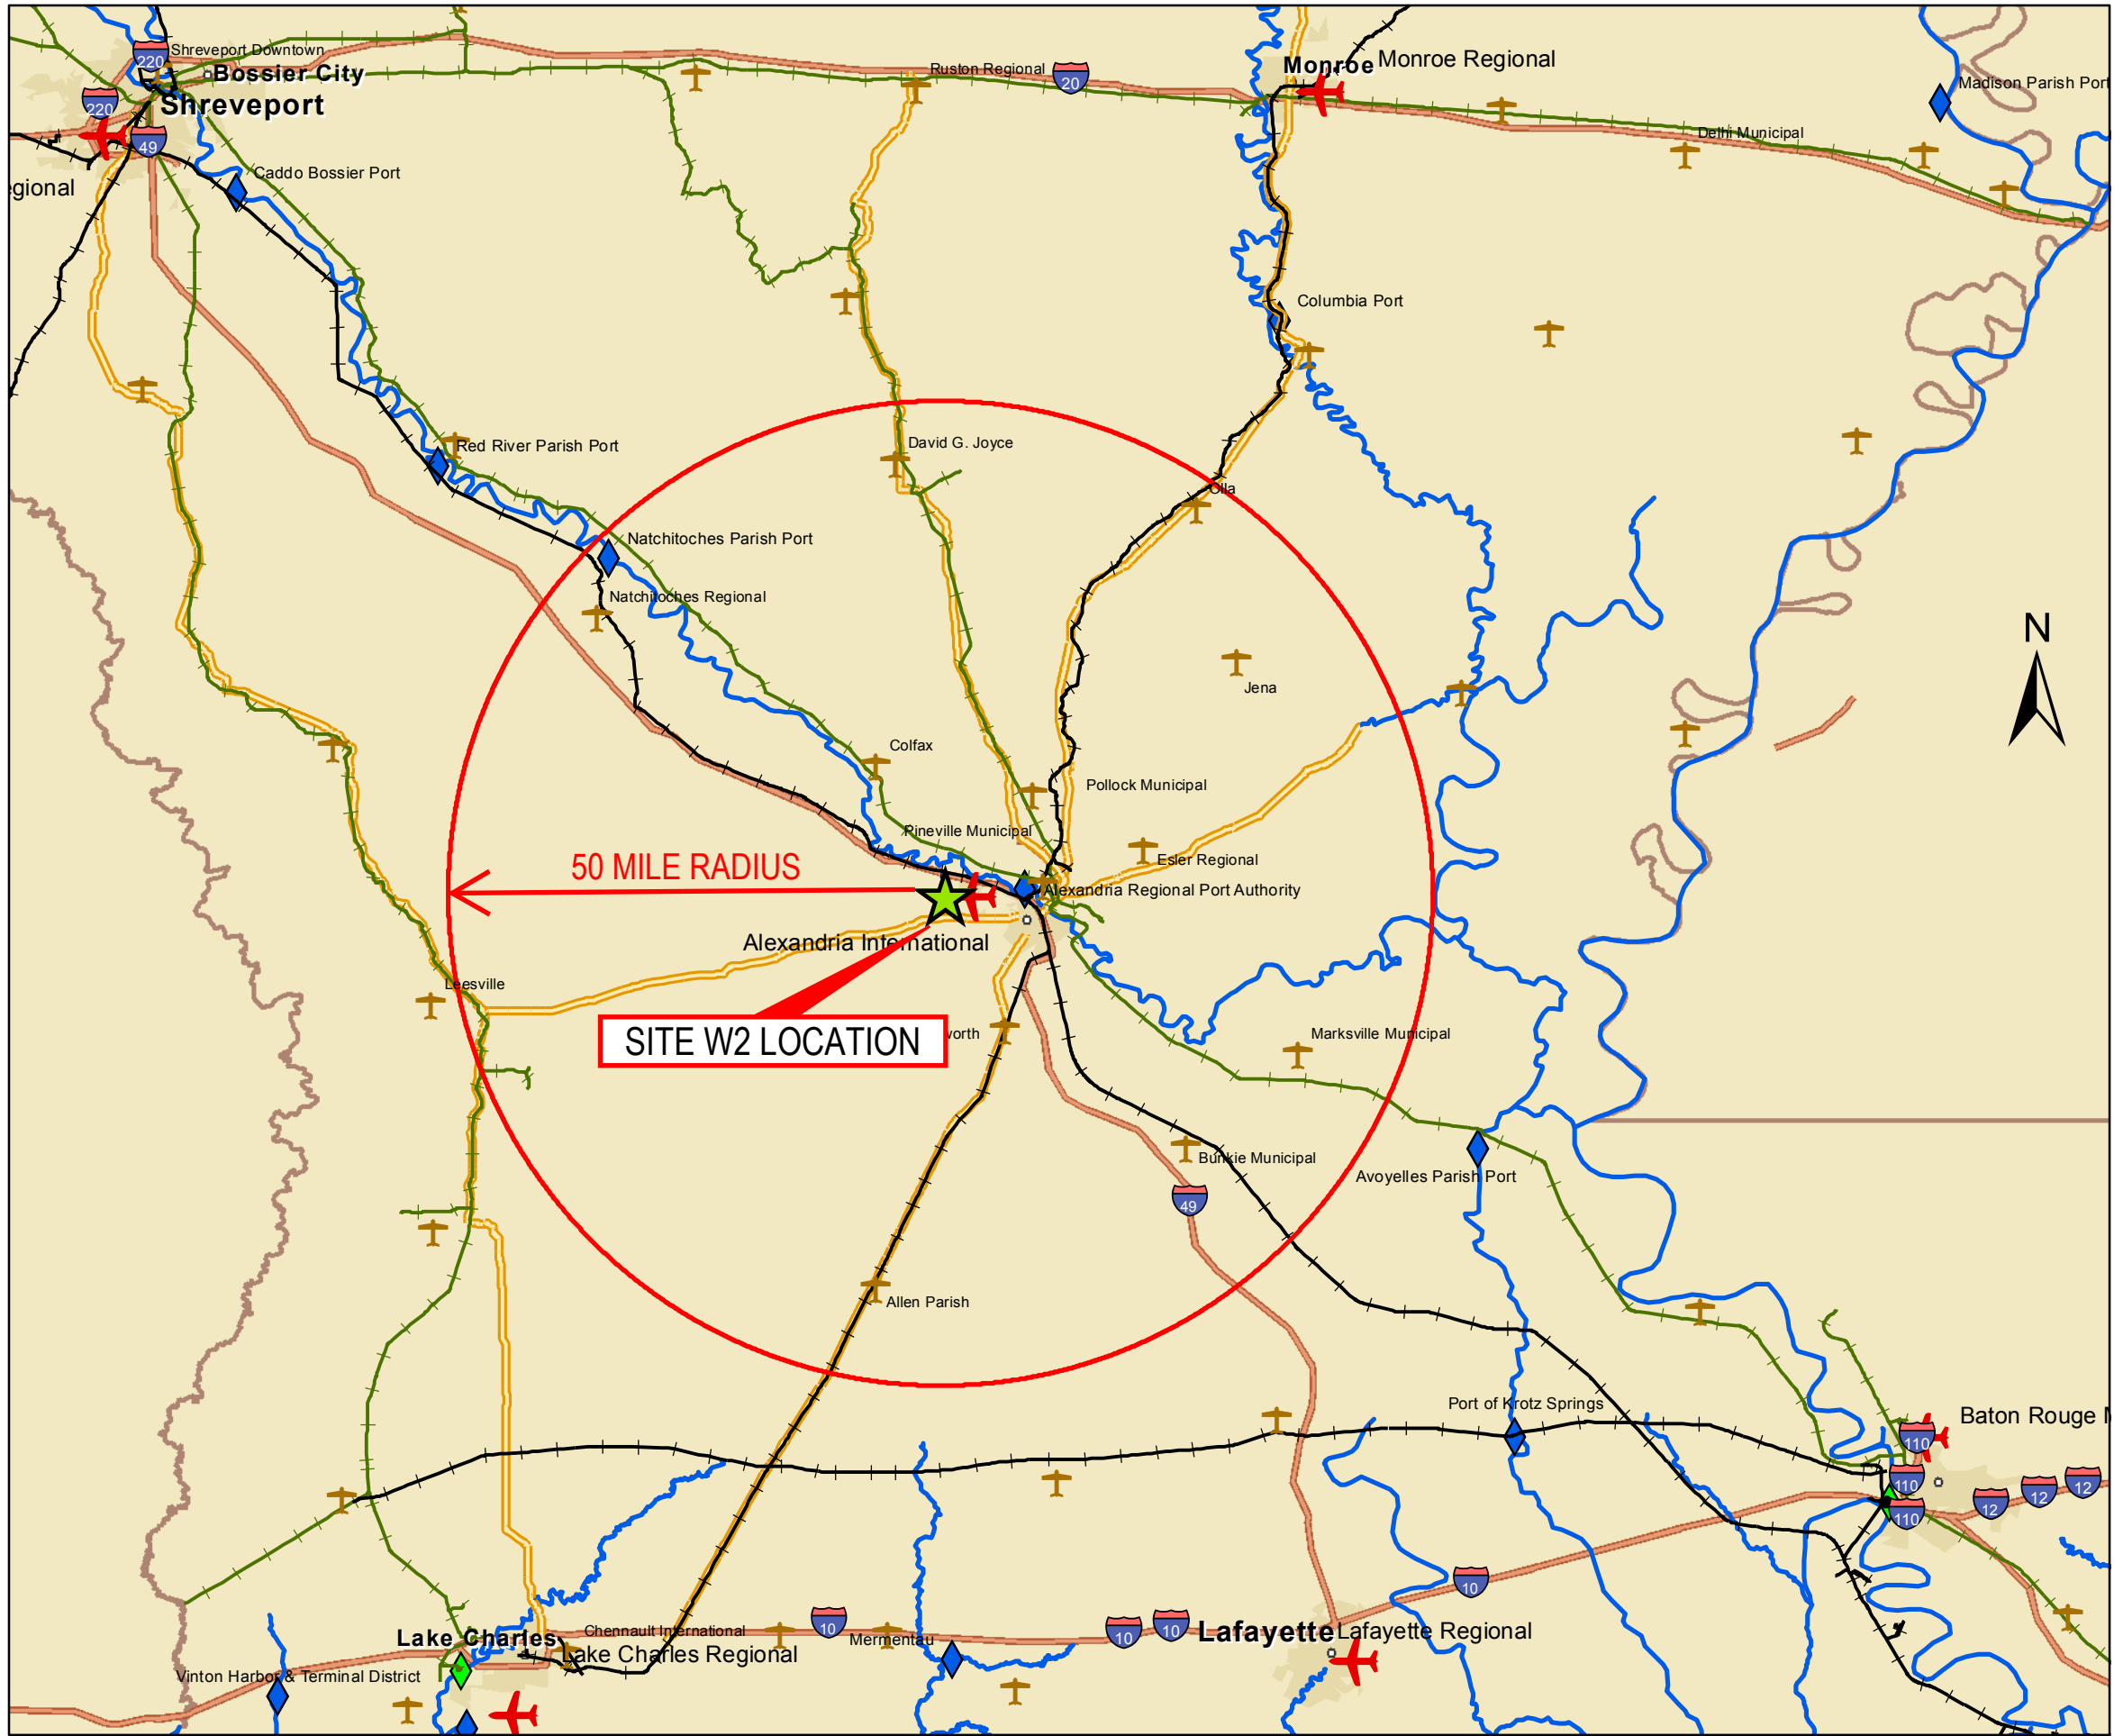 Shreveport Downtown
220
Bossier City
220
Shreveport
49
egional
Caddo Bossier Port
Ruston Regional
20
Monroe
Monroe Regional
Madison Parish Port
Delhi Municipal
Columbia Port
Red River Parish Port
David G. Joyce
Olla
Natchitoches Parish Port
Natchitoches Regional
N
Jena
Colfax
Pollock Municipal
Pineville Municipal
Esler Regional
50 MILE RADIUS
Alexandria Regional Port Authority
Alexandria International
Leesville
SITE W2 LOCATION
worth
Marksville Municipal
Bunkie Municipal
Avoyelles Parish Port
49
Allen Parish
Port of Krotz Springs
Baton Rouge M
110
110
110
12
12
12
10
Lake Charles
Chennault International
Lake Charles Regional
10
Mermentau
10
10
Lafayette
Lafayette Regional
Vinton Harbor & Terminal District